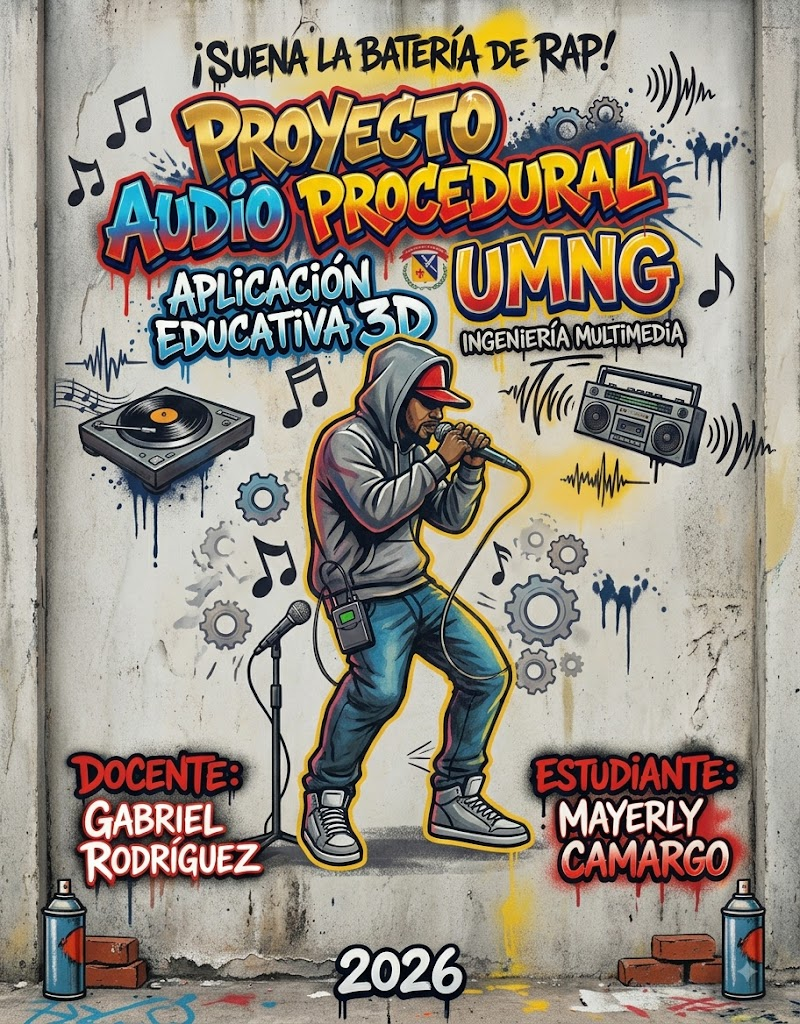 ¡SUENA LA BATERÍA DE RAP!
PROYECTO
AUDIO PROCEDURAL
APLICACIÓN
EDUCATIVA 3D
UMNG
INGENIERÍA MULTIMEDIA
DOCENTE:
GABRIEL
RODRÍGUEZ
ESTUDIANTE:
MAYERLY
CAMARGO
2026